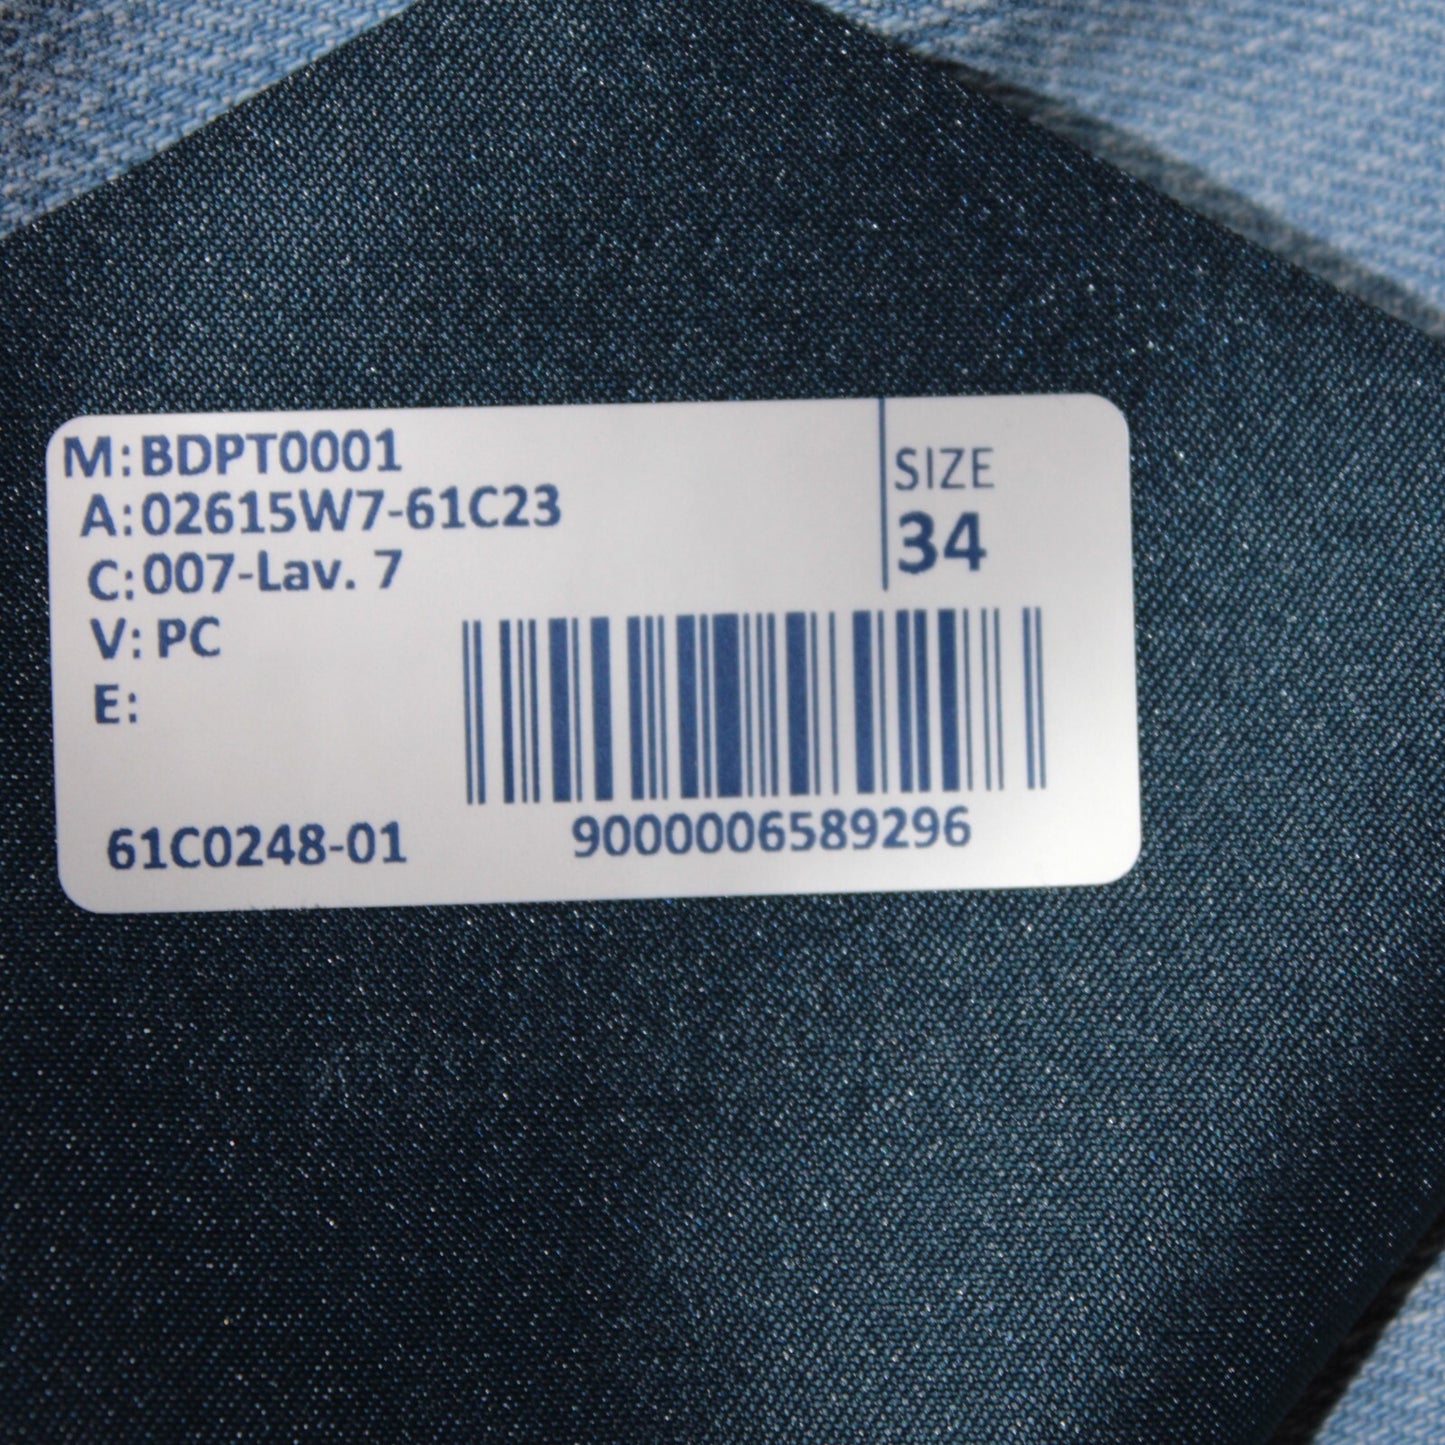 M: BDPT0001
A: 02615W7-61C23
C: 007-Lav. 7
V: PC
E:
SIZE
34
61C0248-01
9000006589296